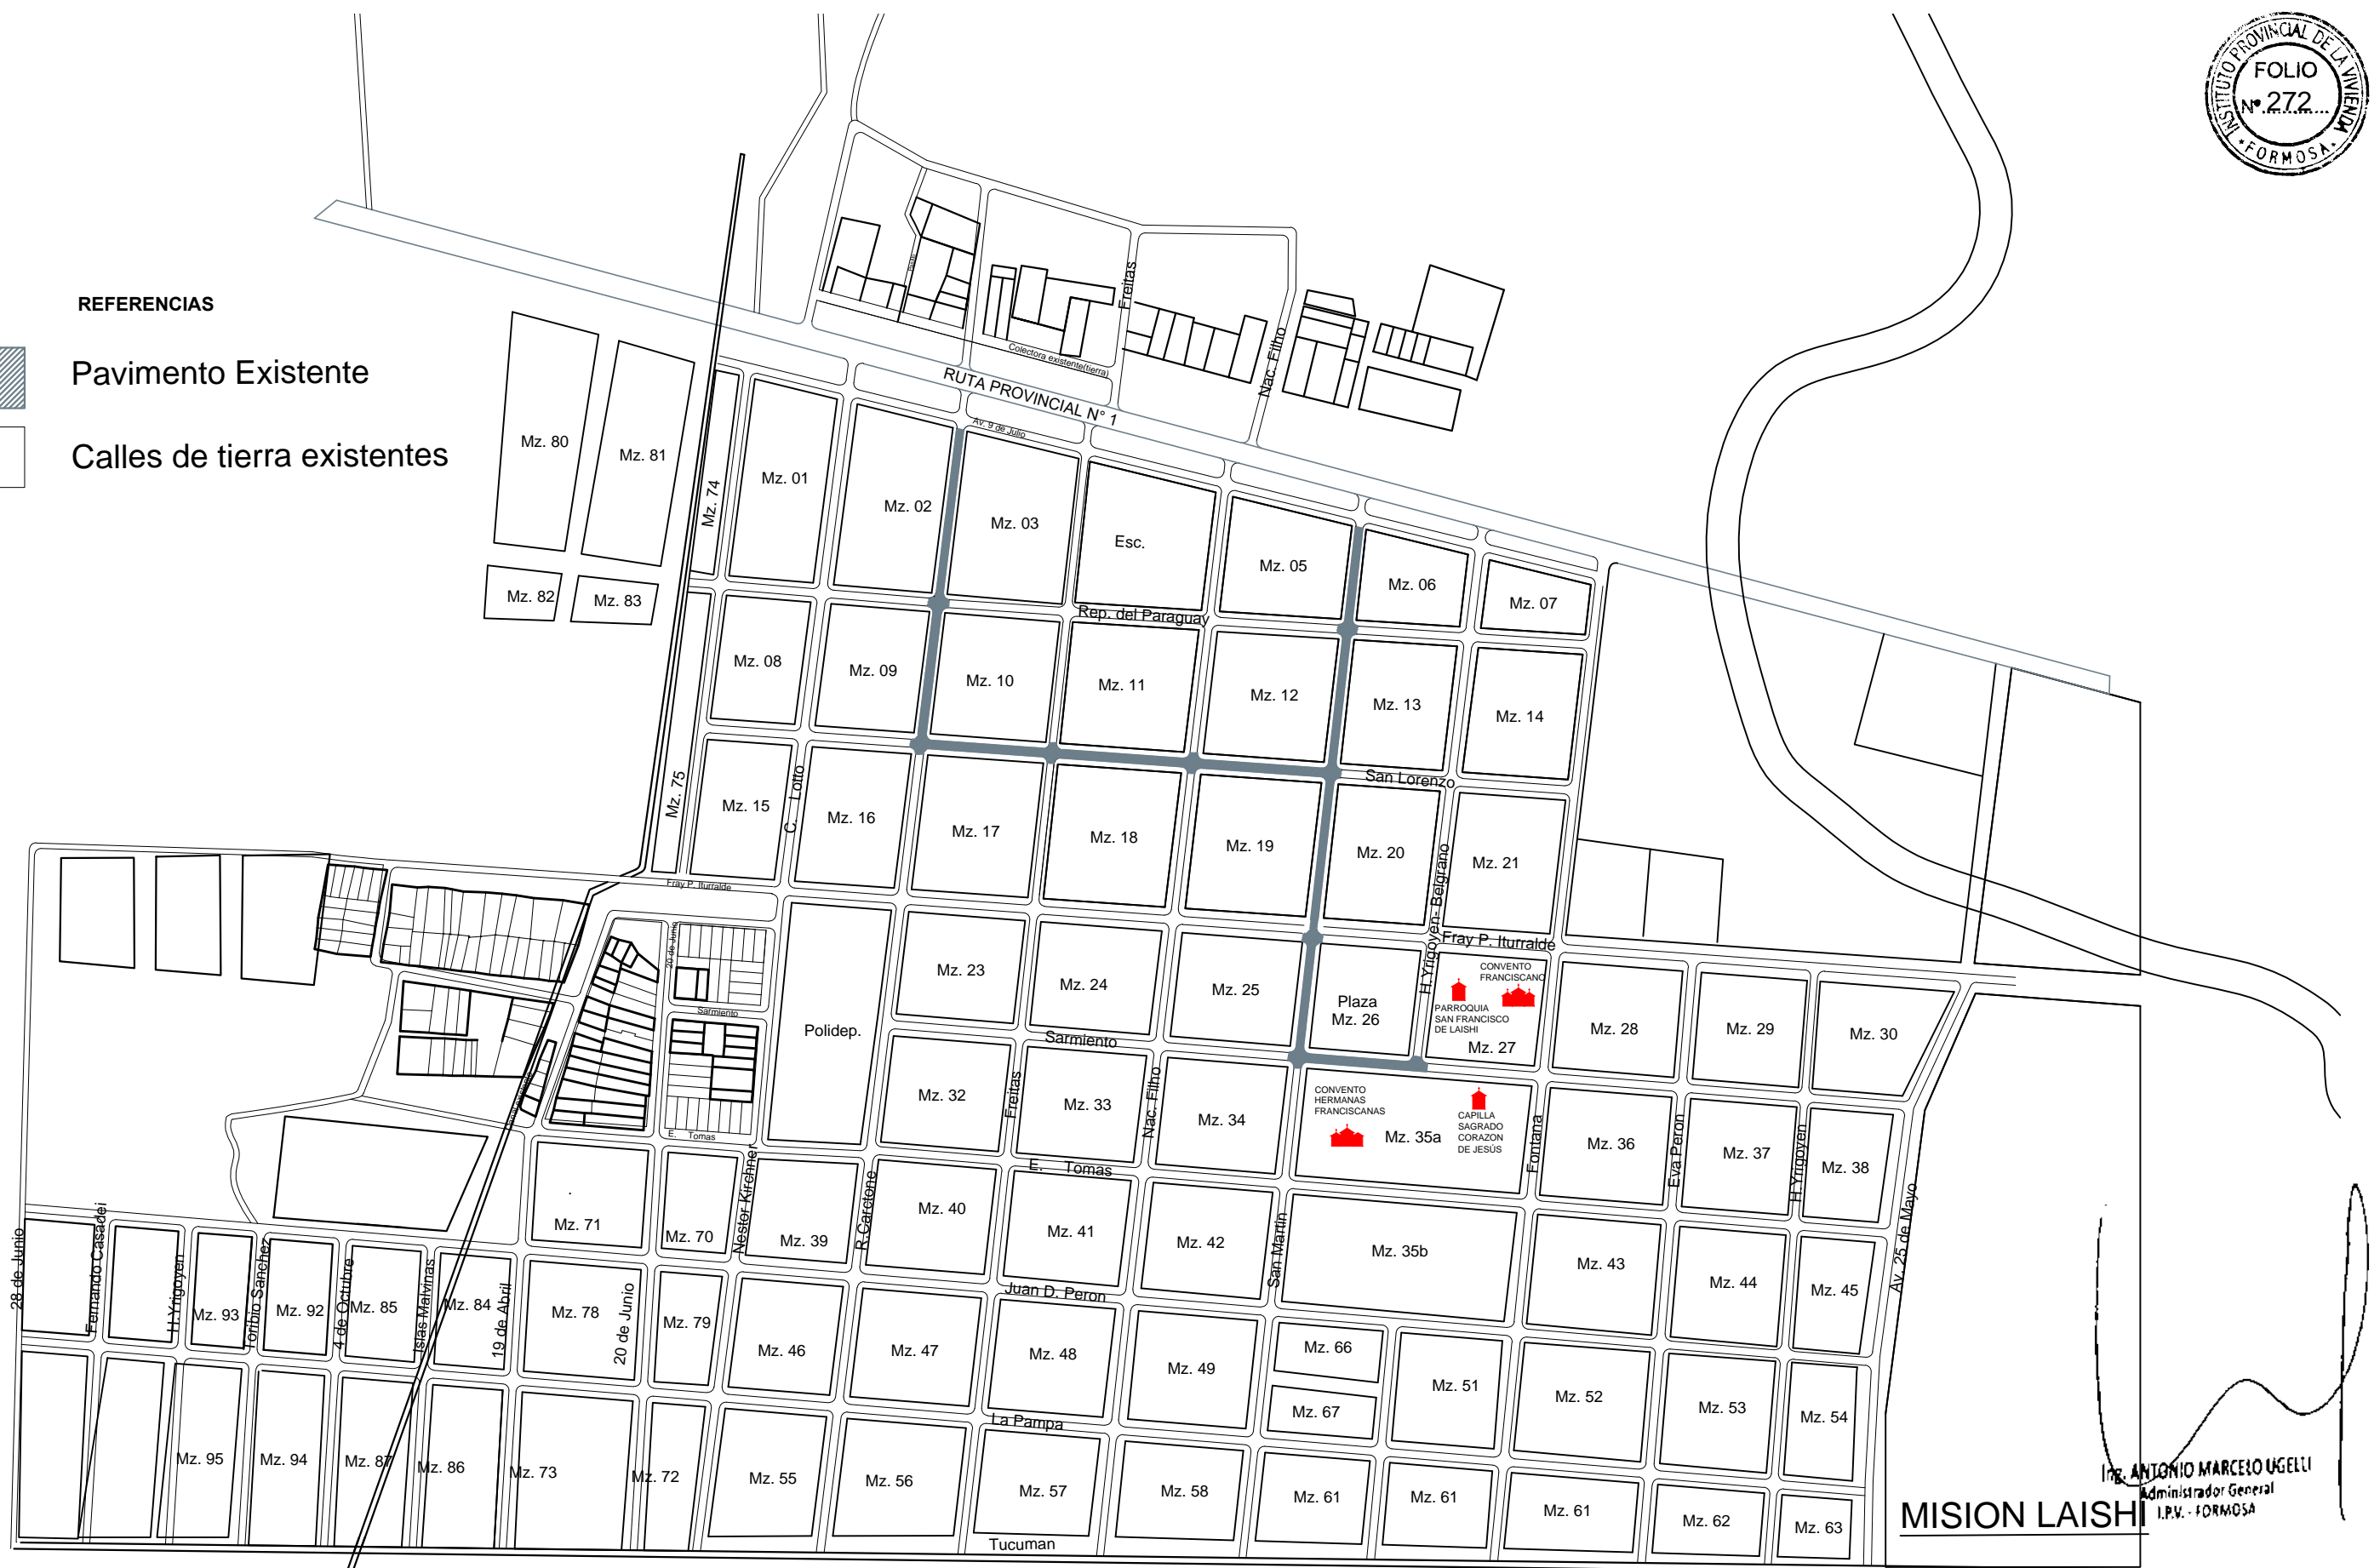 INSTITUTO PROVINCIAL DE LA VIVIENDA
FOLIO
Nº 272
* FORMOSA *
REFERENCIAS
Pavimento Existente
Calles de tierra existentes
Freitas
Nac. Filho
Colectora existente(tierra)
RUTA PROVINCIAL N° 1
Av. 9 de Julio
Mz. 80
Mz. 81
Mz. 74
Mz. 01
Mz. 02
Mz. 03
Esc.
Mz. 05
Mz. 06
Mz. 07
Mz. 82
Mz. 83
Rep. del Paraguay
Mz. 08
Mz. 09
Mz. 10
Mz. 11
Mz. 12
Mz. 13
Mz. 14
Mz. 75
San Lorenzo
C. Lotto
Mz. 15
Mz. 16
Mz. 17
Mz. 18
Mz. 19
Mz. 20
Mz. 21
H.Yrigoyen- Belgrano
Fray P. Iturralde
Fray P. Iturralde
20 de Junio
Sarmiento
Polidep.
Mz. 23
Mz. 24
Mz. 25
Plaza
Mz. 26
CONVENTO
FRANCISCANO
PARROQUIA
SAN FRANCISCO
DE LAISHI
Mz. 27
Mz. 28
Mz. 29
Mz. 30
Sarmiento
Freitas
Nac. Filho
Mz. 32
Mz. 33
Mz. 34
CONVENTO
HERMANAS
FRANCISCANAS
Mz. 35a
CAPILLA
SAGRADO
CORAZON
DE JESÚS
Fontana
Mz. 36
Eva Peron
Mz. 37
H.Yrigoyen
Mz. 38
E. Tomas
E. Tomas
Mz. 71
Mz. 70
Nestor Kirchner
Mz. 39
R.Carctone
Mz. 40
Mz. 41
Mz. 42
San Martin
Mz. 35b
Mz. 43
Mz. 44
Mz. 45
Av. 25 de Mayo
28 de Junio
Fernando Casadei
H.Yrigoyen
Mz. 93
Toribio Sanchez
Mz. 92
4 de Octubre
Mz. 85
Islas Malvinas
Mz. 84
19 de Abril
Mz. 78
20 de Junio
Mz. 79
Juan D. Peron
Mz. 46
Mz. 47
Mz. 48
Mz. 49
Mz. 66
Mz. 67
Mz. 51
Mz. 52
Mz. 53
Mz. 54
La Pampa
Mz. 95
Mz. 94
Mz. 87
Mz. 86
Mz. 73
Mz. 72
Mz. 55
Mz. 56
Mz. 57
Mz. 58
Mz. 61
Mz. 61
Mz. 61
Mz. 62
Mz. 63
Tucuman
MISION LAISHI
Ing. ANTONIO MARCELO UGELLI
Administrador General
I.P.V. - FORMOSA